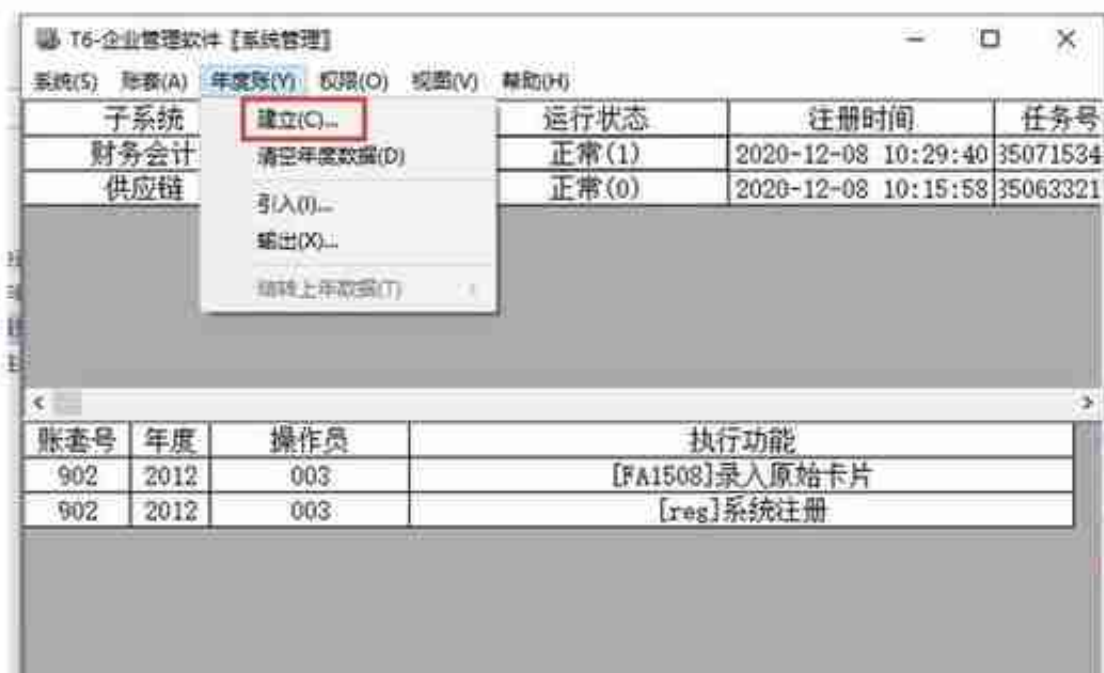 T6-企业管理软件【系统管理】
系统(S) 账套(A) 年度账(Y) 权限(O) 视图(V) 帮助(H)
子系统 运行状态 注册时间 任务号
财务会计 正常(1) 2020-12-08 10:29:40 35071534
供应链 正常(0) 2020-12-08 10:15:58 35063321
建立(C)...
清空年度数据(D)
引入(I)...
输出(X)...
结转上年数据(T)
账套号 年度 操作员 执行功能
902 2012 003 [FA1508]录入原始卡片
902 2012 003 [reg]系统注册